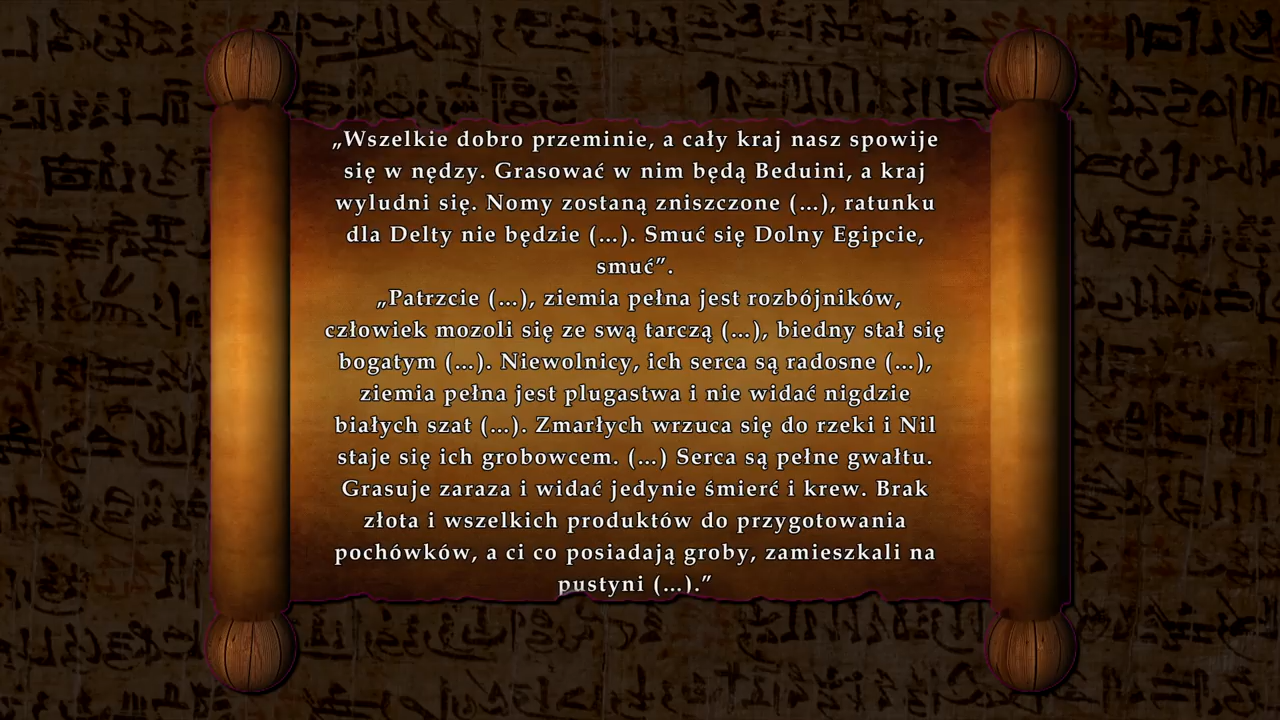 „Wszelkie dobro przeminie, a cały kraj nasz spowije
się w nędzy. Grasować w nim będą Beduini, a kraj
wyludni się. Nomy zostaną zniszczone (...), ratunku
dla Delty nie będzie (...). Smuć się Dolny Egipcie,
smuć”.
„Patrzcie (...), ziemia pełna jest rozbójników,
człowiek mozoli się ze swą tarczą (...), biedny stał się
bogatym (...). Niewolnicy, ich serca są radosne (...),
ziemia pełna jest plugastwa i nie widać nigdzie
białych szat (...). Zmarłych wrzuca się do rzeki i Nil
staje się ich grobowcem. (...) Serca są pełne gwałtu.
Grasuje zaraza i widać jedynie śmierć i krew. Brak
złota i wszelkich produktów do przygotowania
pochówków, a ci co posiadają groby, zamieszkali na
pustyni (...).”